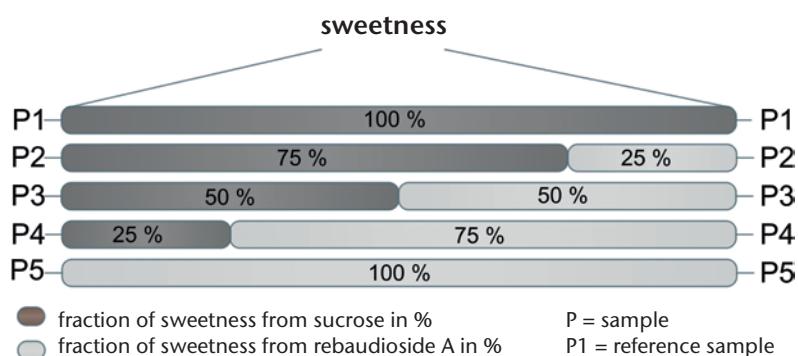 sweetness
P1 100 % P1
P2 75 % 25 % P2
P3 50 % 50 % P3
P4 25 % 75 % P4
P5 100 % P5
fraction of sweetness from sucrose in % P = sample
fraction of sweetness from rebaudioside A in % P1 = reference sample